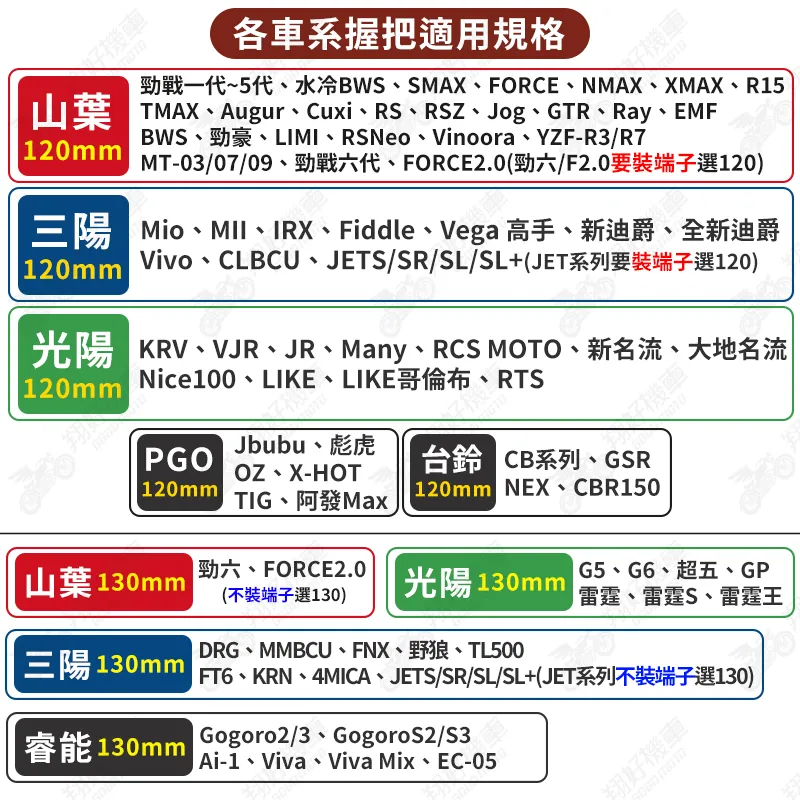 各車系握把適用規格
山葉
120mm
勁戰一代~5代、水冷BWS、SMAX、FORCE、NMAX、XMAX、R15
TMAX、Augur、Cuxi、RS、RSZ、Jog、GTR、Ray、EMF
BWS、勁豪、LIMI、RSNeo、Vinoora、YZF-R3/R7
MT-03/07/09、勁戰六代、FORCE2.0(勁六/F2.0要裝端子選120)
三陽
120mm
Mio、MII、IRX、Fiddle、Vega 高手、新迪爵、全新迪爵
Vivo、CLBCU、JETS/SR/SL/SL+(JET系列要裝端子選120)
光陽
120mm
KRV、VJR、JR、Many、RCS MOTO、新名流、大地名流
Nice100、LIKE、LIKE哥倫布、RTS
PGO
120mm
Jbubu、彪虎
OZ、X-HOT
TIG、阿發Max
台鈴
120mm
CB系列、GSR
NEX、CBR150
山葉 130mm
勁六、FORCE2.0
(不裝端子選130)
光陽 130mm
G5、G6、超五、GP
雷霆、雷霆S、雷霆王
三陽 130mm
DRG、MMBCU、FNX、野狼、TL500
FT6、KRN、4MICA、JETS/SR/SL/SL+(JET系列不裝端子選130)
睿能 130mm
Gogoro2/3、GogoroS2/S3
Ai-1、Viva、Viva Mix、EC-05